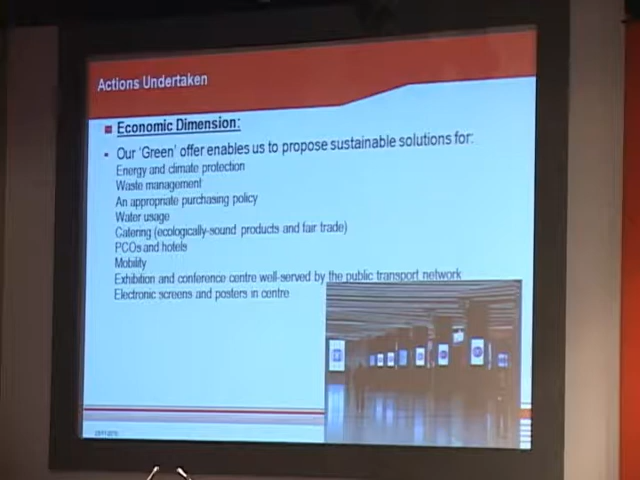 Actions Undertaken
Economic Dimension:
Our 'Green' offer enables us to propose sustainable solutions for:
Energy and climate protection
Waste management
An appropriate purchasing policy
Water usage
Catering (ecologically-sound products and fair trade)
PCOs and hotels
Mobility
Exhibition and conference centre well-served by the public transport network
Electronic screens and posters in centre